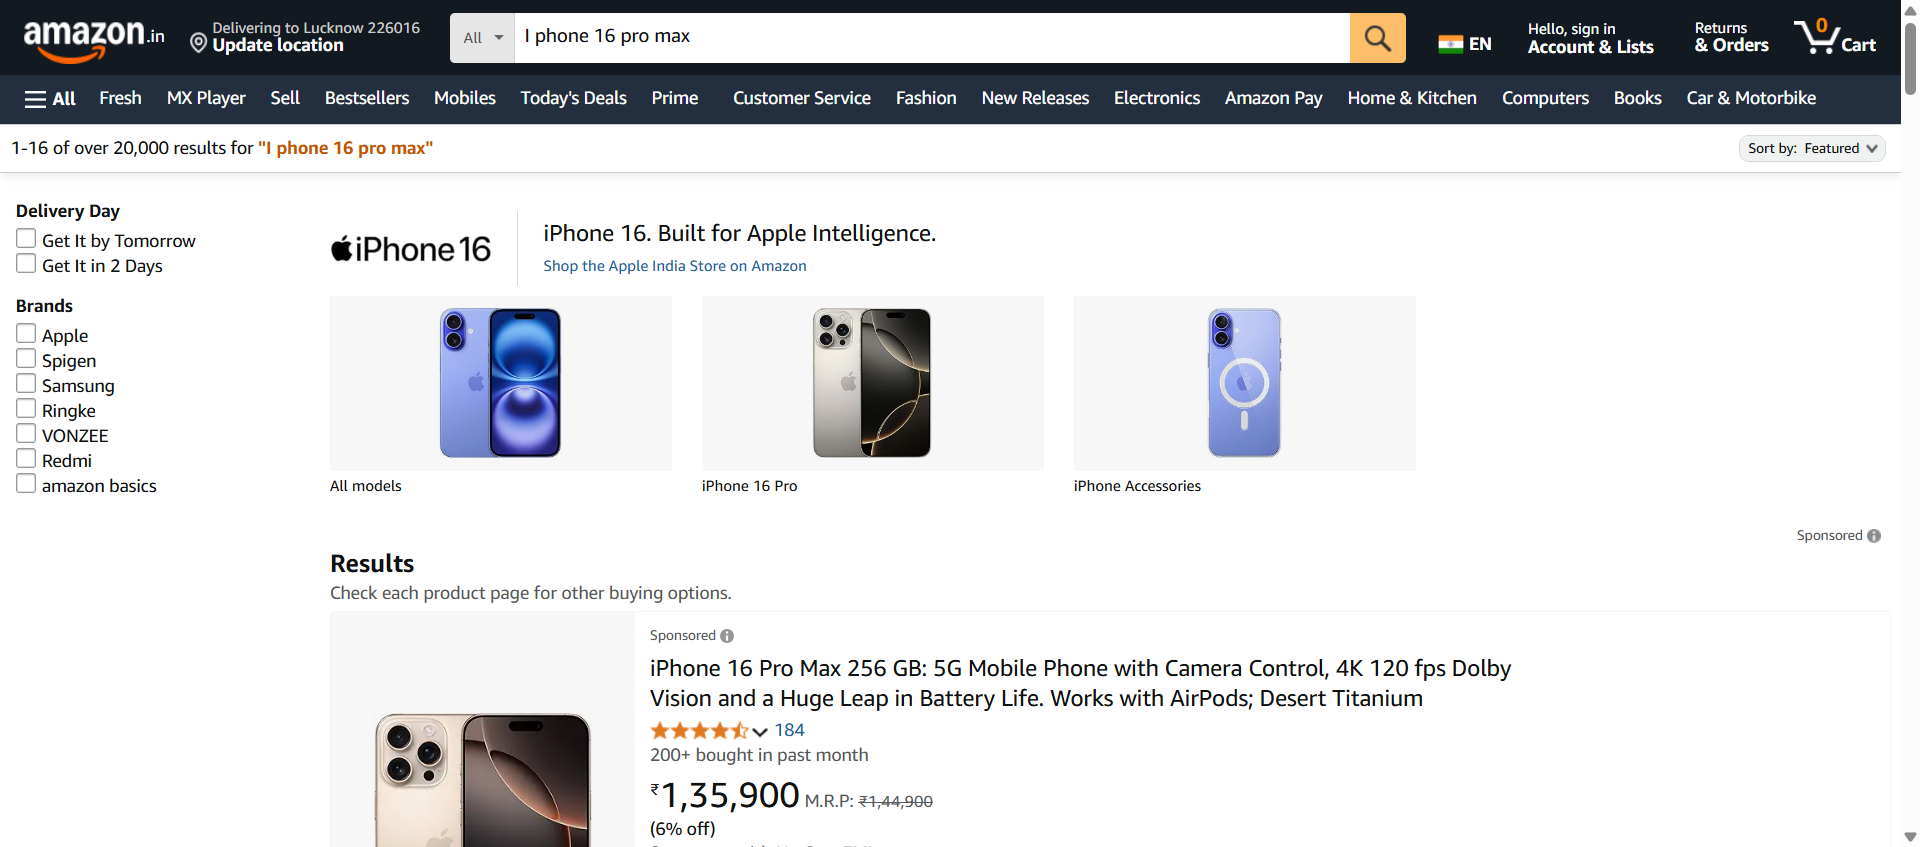 amazon.in
Delivering to Lucknow 226016
Update location
All
I phone 16 pro max
EN
Hello, sign in
Account & Lists
Returns
& Orders
0
Cart
All
Fresh
MX Player
Sell
Bestsellers
Mobiles
Today's Deals
Prime
Customer Service
Fashion
New Releases
Electronics
Amazon Pay
Home & Kitchen
Computers
Books
Car & Motorbike
1-16 of over 20,000 results for "I phone 16 pro max"
Sort by: Featured
Delivery Day
Get It by Tomorrow
Get It in 2 Days
Brands
Apple
Spigen
Samsung
Ringke
VONZEE
Redmi
amazon basics
iPhone 16
iPhone 16. Built for Apple Intelligence.
Shop the Apple India Store on Amazon
All models
iPhone 16 Pro
iPhone Accessories
Sponsored
Results
Check each product page for other buying options.
Sponsored
iPhone 16 Pro Max 256 GB: 5G Mobile Phone with Camera Control, 4K 120 fps Dolby
Vision and a Huge Leap in Battery Life. Works with AirPods; Desert Titanium
184
200+ bought in past month
₹1,35,900 M.R.P: ₹1,44,900
(6% off)